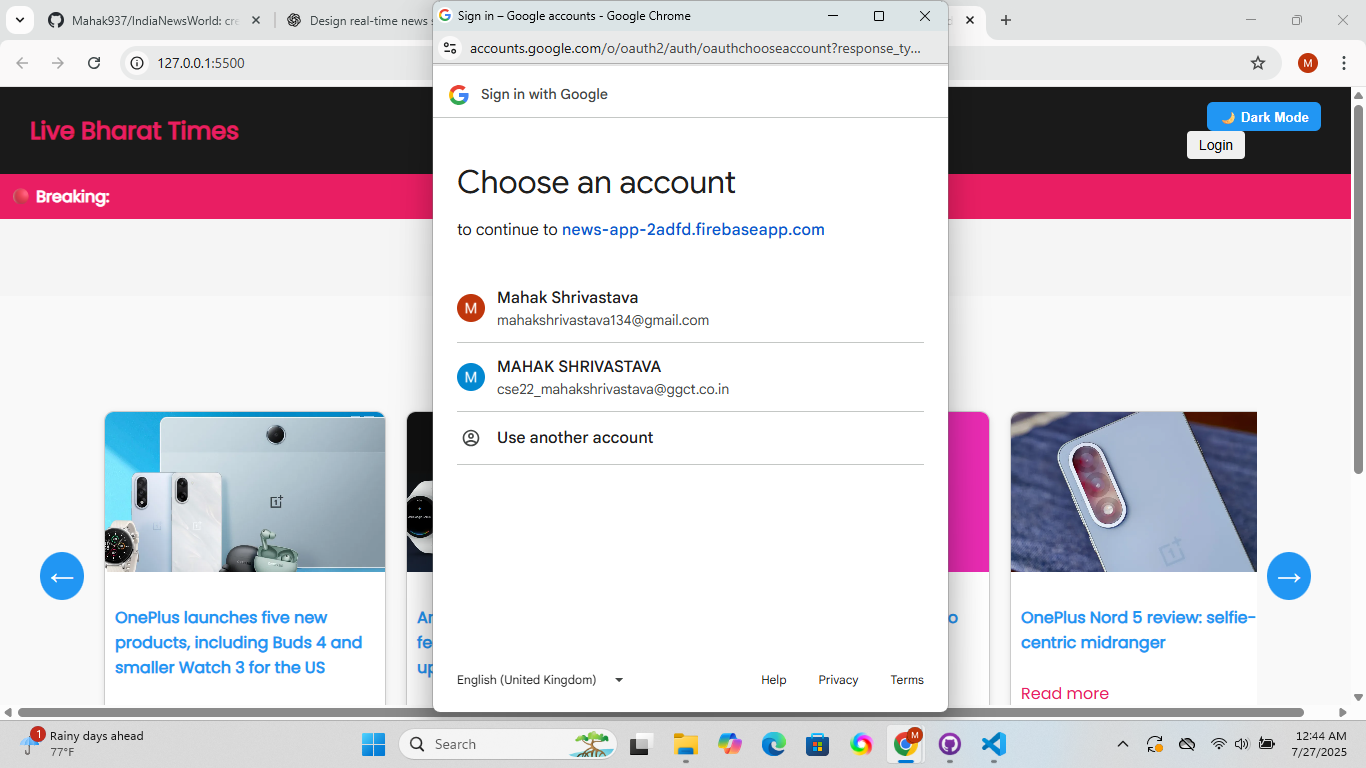 Mahak937/IndiaNewsWorld: cre
Design real-time news s
Sign in – Google accounts - Google Chrome
accounts.google.com/o/oauth2/auth/oauthchooseaccount?response_ty...
127.0.0.1:5500
M
Sign in with Google
Live Bharat Times
Dark Mode
Login
Breaking:
Choose an account
to continue to news-app-2adfd.firebaseapp.com
M
Mahak Shrivastava
mahakshrivastava134@gmail.com
M
MAHAK SHRIVASTAVA
cse22_mahakshrivastava@ggct.co.in
Use another account
OnePlus launches five new
products, including Buds 4 and
smaller Watch 3 for the US
OnePlus Nord 5 review: selfie-
centric midranger
Read more
English (United Kingdom)
Help
Privacy
Terms
1
Rainy days ahead
77°F
Search
M
12:44 AM
7/27/2025